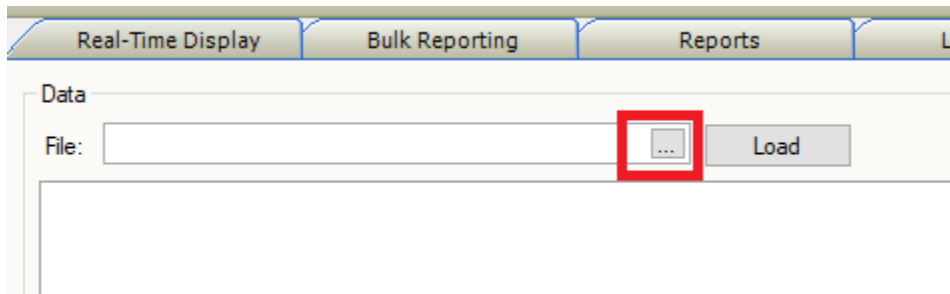 Real-Time Display Bulk Reporting Reports L
Data
File: ... Load